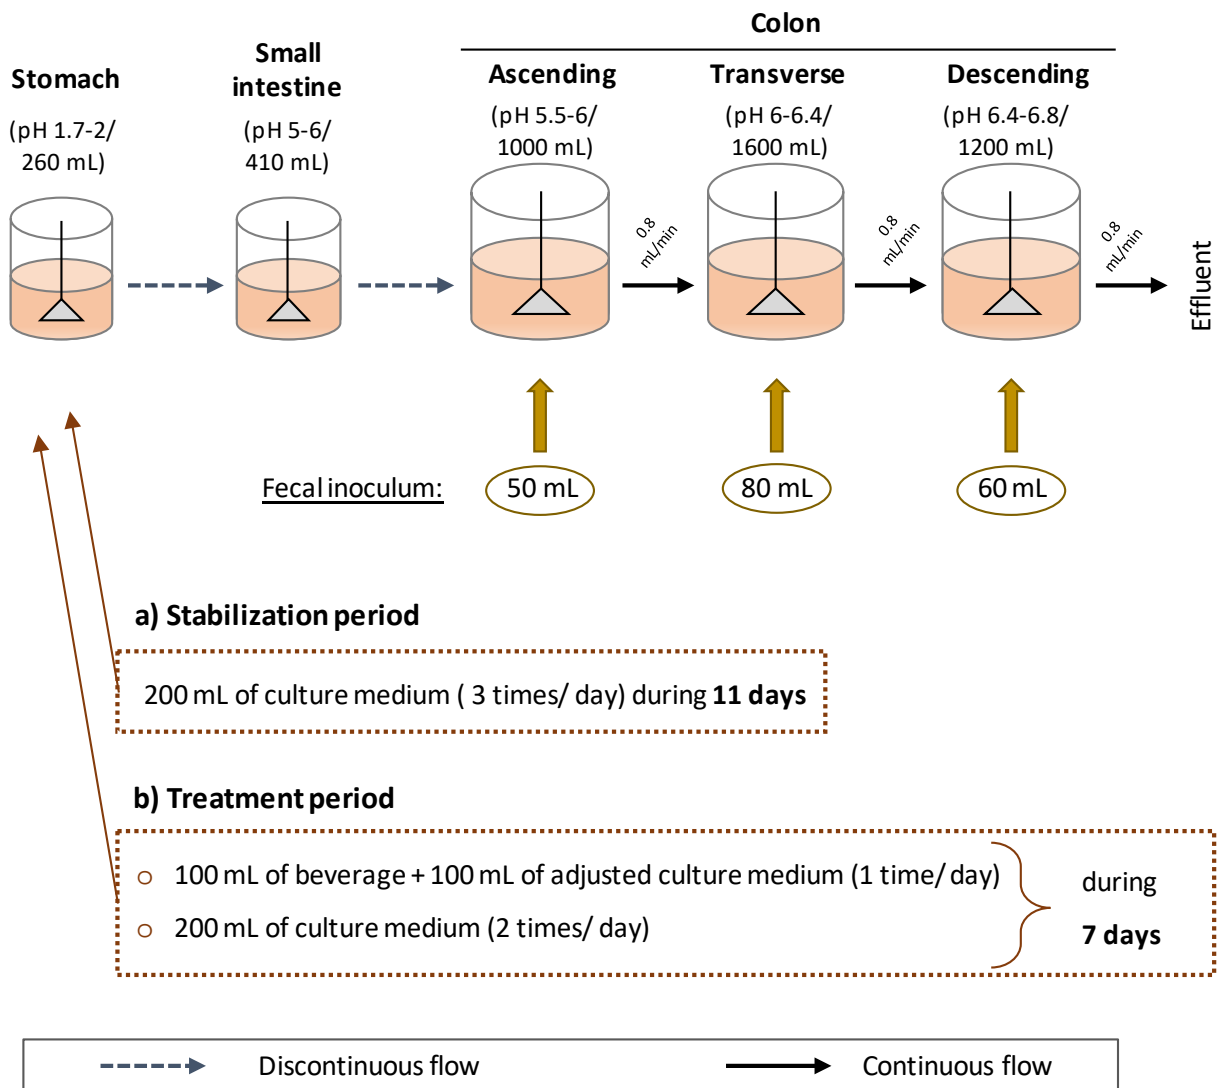 Colon
Stomach
(pH 1.7-2/
260 mL)
Small
intestine
(pH 5-6/
410 mL)
Ascending
(pH 5.5-6/
1000 mL)
Transverse
(pH 6-6.4/
1600 mL)
Descending
(pH 6.4-6.8/
1200 mL)
0.8
mL/min
0.8
mL/min
0.8
mL/min
Effluent
Fecal inoculum:
50 mL
80 mL
60 mL
a) Stabilization period
200 mL of culture medium ( 3 times/ day) during 11 days
b) Treatment period
o 100 mL of beverage + 100 mL of adjusted culture medium (1 time/ day)
o 200 mL of culture medium (2 times/ day)
during
7 days
Discontinuous flow
Continuous flow